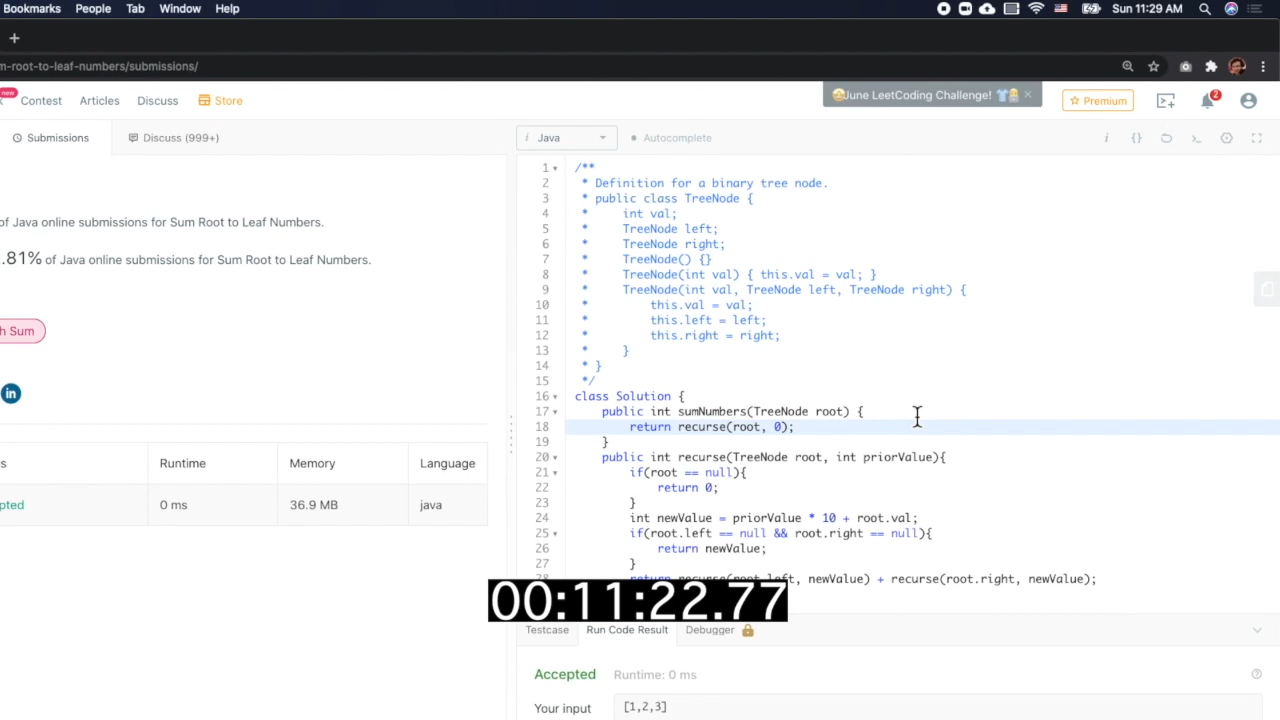 Bookmarks People Tab Window Help Sun 11:29 AM
+
m-root-to-leaf-numbers/submissions/
new
Contest Articles Discuss Store June LeetCoding Challenge! × Premium 2
Submissions Discuss (999+) i Java Autocomplete i {}
of Java online submissions for Sum Root to Leaf Numbers.
.81% of Java online submissions for Sum Root to Leaf Numbers.
h Sum
in
s Runtime Memory Language
pted 0 ms 36.9 MB java
1 /**
2 * Definition for a binary tree node.
3 * public class TreeNode {
4 * int val;
5 * TreeNode left;
6 * TreeNode right;
7 * TreeNode() {}
8 * TreeNode(int val) { this.val = val; }
9 * TreeNode(int val, TreeNode left, TreeNode right) {
10 * this.val = val;
11 * this.left = left;
12 * this.right = right;
13 * }
14 * }
15 */
16 class Solution {
17 public int sumNumbers(TreeNode root) {
18 return recurse(root, 0);
19 }
20 public int recurse(TreeNode root, int priorValue){
21 if(root == null){
22 return 0;
23 }
24 int newValue = priorValue * 10 + root.val;
25 if(root.left == null && root.right == null){
26 return newValue;
27 }
28 return recurse(root.left, newValue) + recurse(root.right, newValue);
00:11:22.77
Testcase Run Code Result Debugger
Accepted Runtime: 0 ms
Your input [1,2,3]